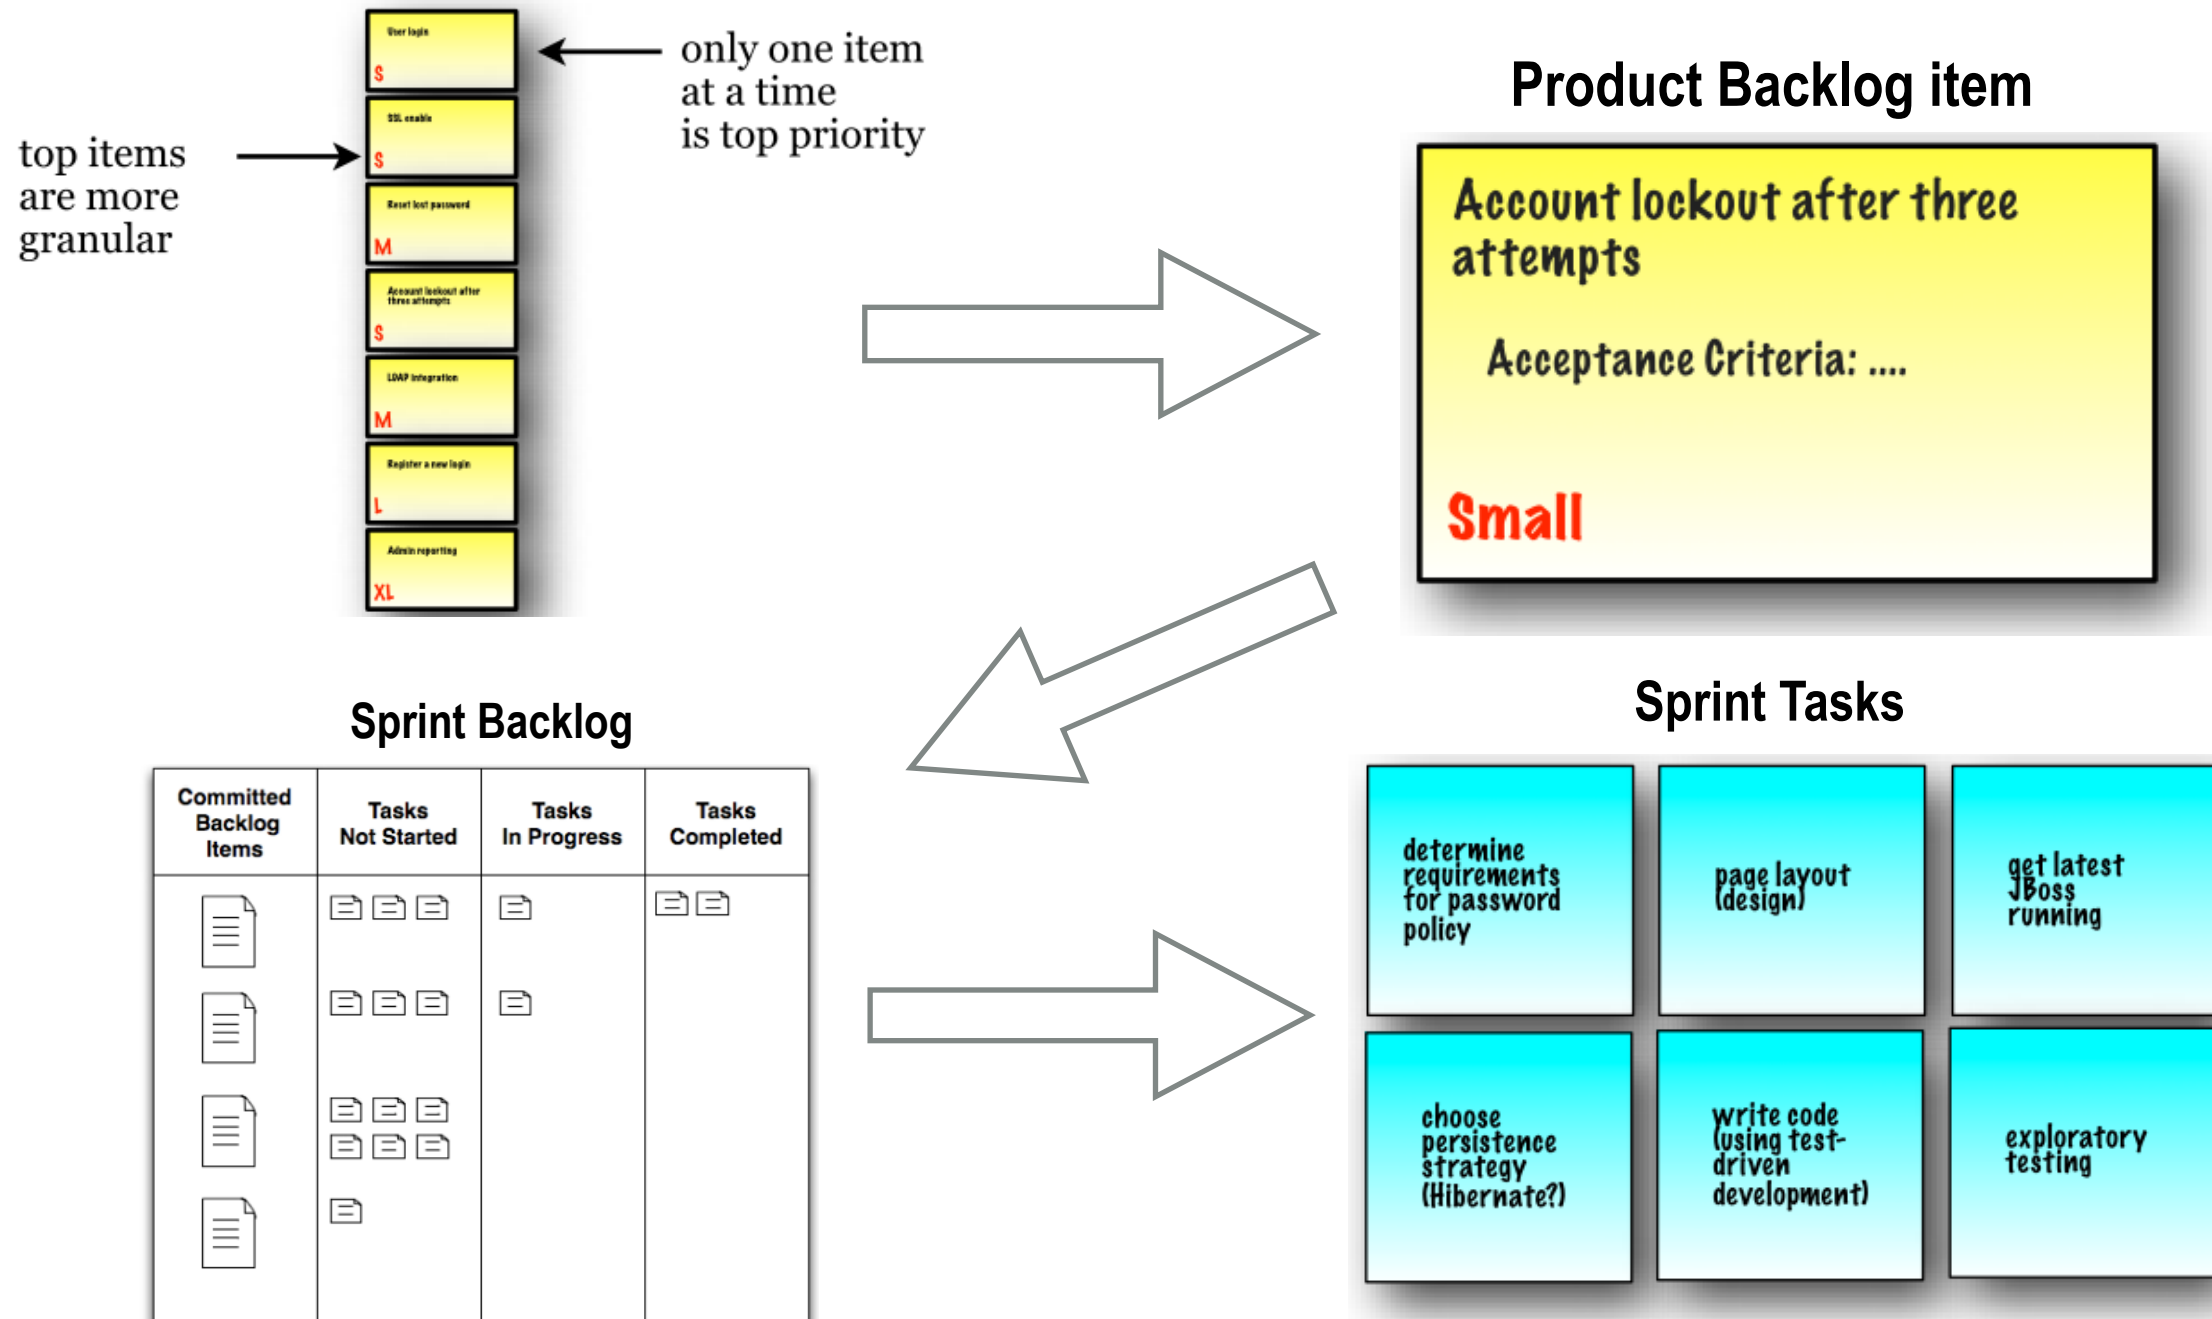 User login
S
only one item
at a time
is top priority
SSL enable
S
top items
are more
granular
Reset lost password
M
Account lockout after
three attempts
S
LDAP integration
M
Register a new login
L
Admin reporting
XL
Product Backlog item
Account lockout after three
attempts
Acceptance Criteria: ....
Small
Sprint Backlog
Committed
Backlog
Items
Tasks
Not Started
Tasks
In Progress
Tasks
Completed
Sprint Tasks
determine
requirements
for password
policy
page layout
(design)
get latest
JBoss
running
choose
persistence
strategy
(Hibernate?)
write code
(using test-
driven
development)
exploratory
testing